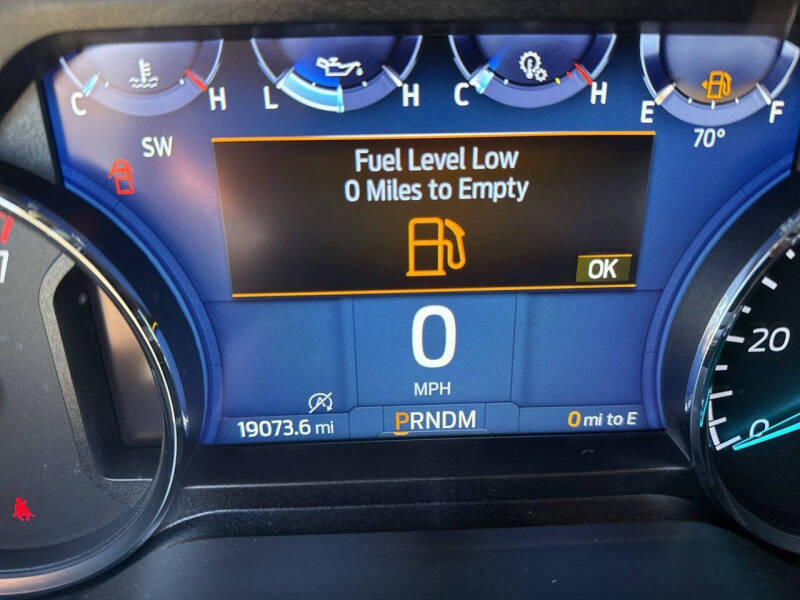 C H L H C H E F
SW
70°
Fuel Level Low
0 Miles to Empty
OK
0
MPH
19073.6 mi
PRNDM
0 mi to E
20
0